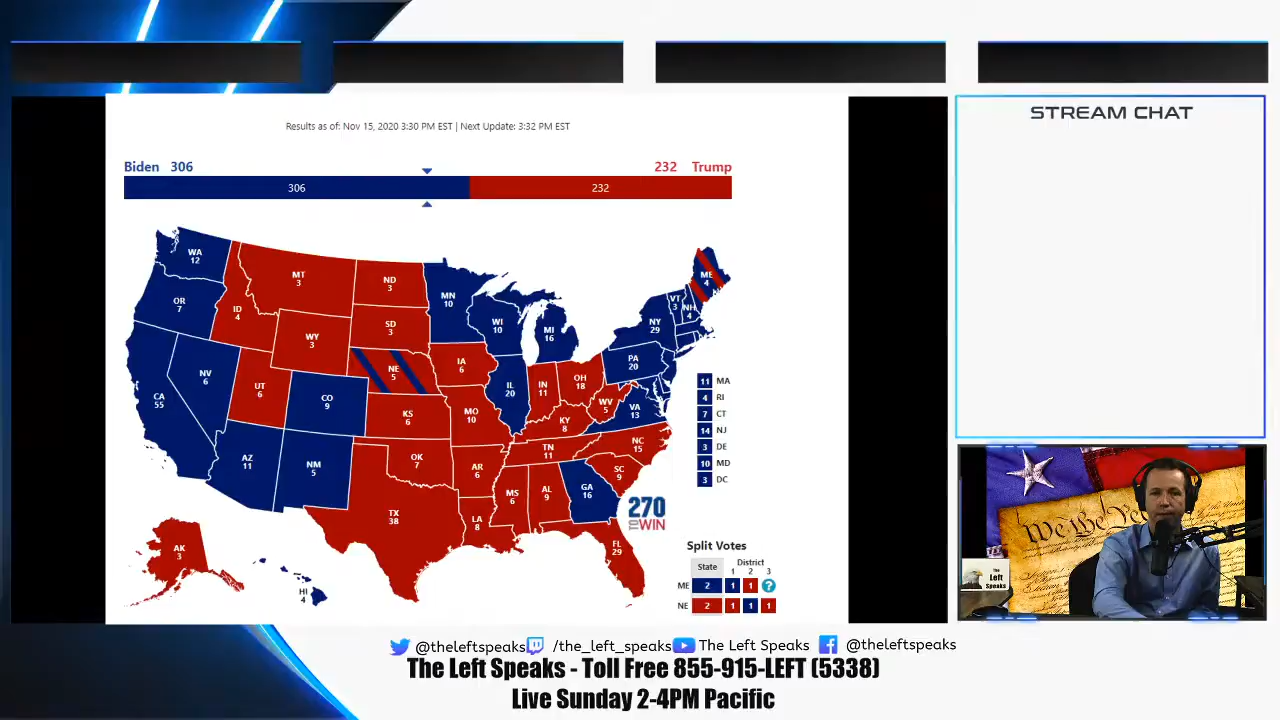 STREAM CHAT
Results as of: Nov 15, 2020 3:30 PM EST | Next Update: 3:32 PM EST
Biden 306
232 Trump
306
232
WA
12
OR
7
CA
55
NV
6
ID
4
MT
3
WY
3
UT
6
AZ
11
CO
9
NM
5
ND
3
SD
3
NE
5
KS
6
OK
7
TX
38
MN
10
IA
6
MO
10
AR
6
LA
8
WI
10
IL
20
MI
16
IN
11
OH
18
KY
8
TN
11
MS
6
AL
9
GA
16
FL
29
SC
9
NC
15
VA
13
WV
5
PA
20
NY
29
VT
3
NH
4
ME
4
AK
3
HI
4
11 MA
4 RI
7 CT
14 NJ
3 DE
10 MD
3 DC
270
TO WIN
Split Votes
State District
1 2 3
ME 2 1 1 ?
NE 2 1 1 1
We the Peo
The
Left
Speaks
@theleftspeaks /the_left_speaks The Left Speaks @theleftspeaks
The Left Speaks - Toll Free 855-915-LEFT (5338)
Live Sunday 2-4PM Pacific